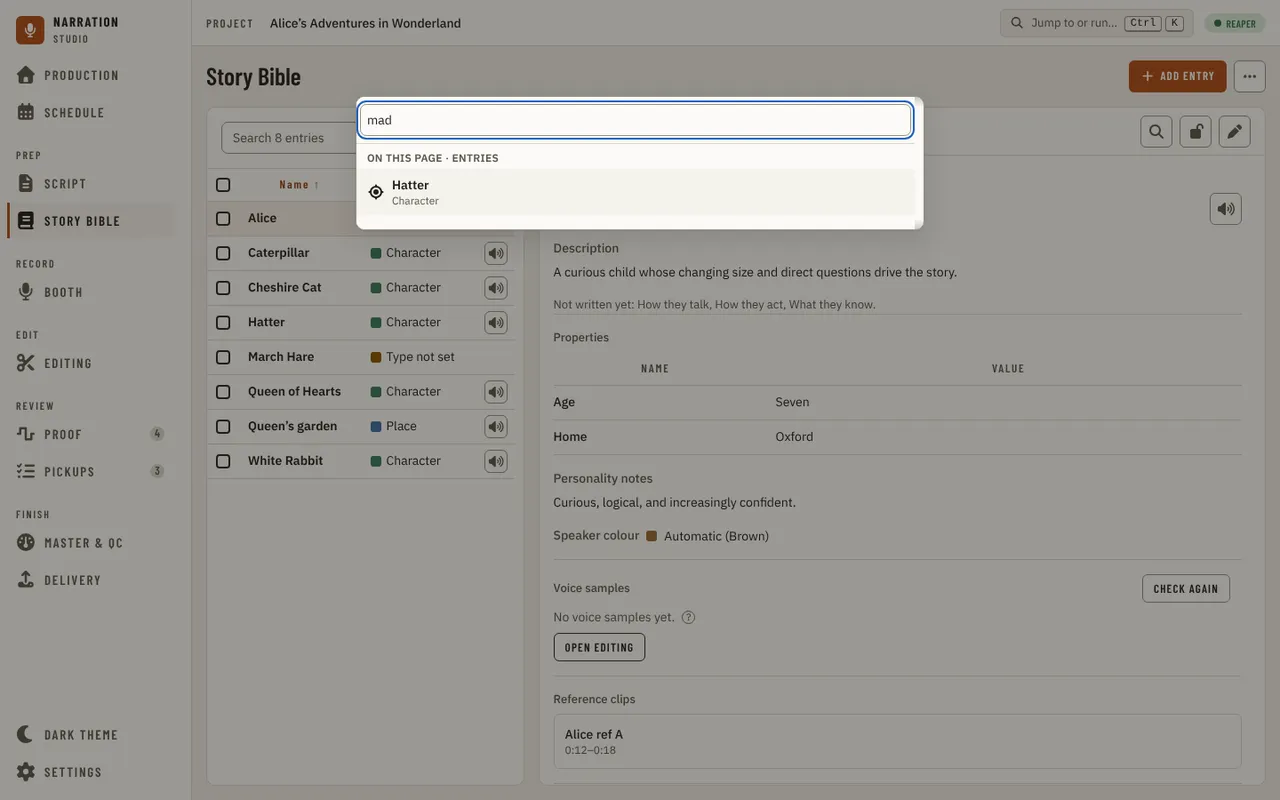 NARRATION
STUDIO
PROJECT Alice's Adventures in Wonderland
Jump to or run... Ctrl K
REAPER
PRODUCTION
SCHEDULE
PREP
SCRIPT
STORY BIBLE
RECORD
BOOTH
EDIT
EDITING
REVIEW
PROOF 4
PICKUPS 3
FINISH
MASTER & QC
DELIVERY
DARK THEME
SETTINGS
Story Bible
ADD ENTRY
mad
ON THIS PAGE · ENTRIES
Hatter
Character
Search 8 entries
Name ↑
Alice
Caterpillar Character
Cheshire Cat Character
Hatter Character
March Hare Type not set
Queen of Hearts Character
Queen's garden Place
White Rabbit Character
Description
A curious child whose changing size and direct questions drive the story.
Not written yet: How they talk, How they act, What they know.
Properties
NAME VALUE
Age Seven
Home Oxford
Personality notes
Curious, logical, and increasingly confident.
Speaker colour Automatic (Brown)
Voice samples
CHECK AGAIN
No voice samples yet. ?
OPEN EDITING
Reference clips
Alice ref A
0:12–0:18